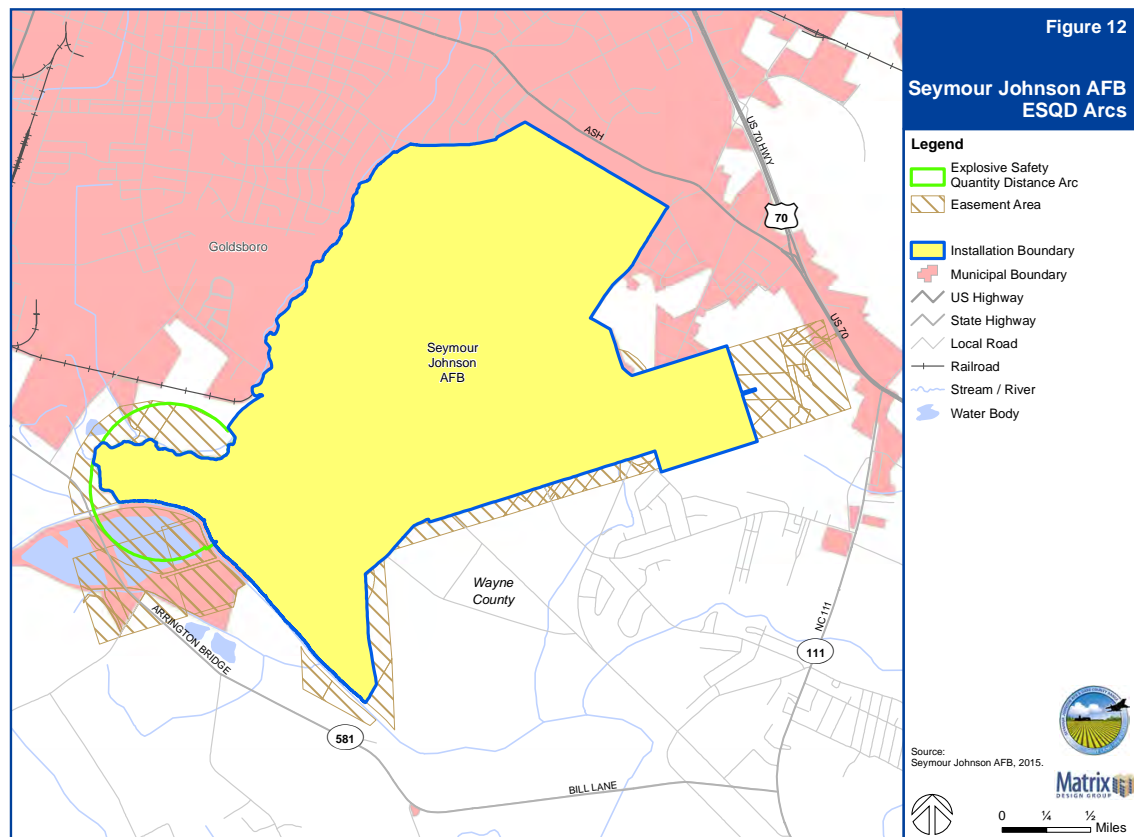 Figure 12
Seymour Johnson AFB
ESQD Arcs
Legend
Explosive Safety
Quantity Distance Arc
Easement Area
Installation Boundary
Municipal Boundary
US Highway
State Highway
Local Road
Railroad
Stream / River
Water Body
ASH
US 70 HWY
70
Goldsboro
US 70
Seymour
Johnson
AFB
Wayne
County
ARRINGTON BRIDGE
NC 111
111
581
BILL LANE
Source:
Seymour Johnson AFB, 2015.
Matrix
DESIGN GROUP
0 ¼ ½
Miles